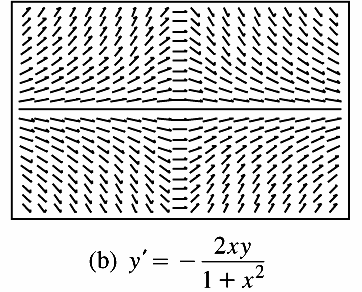 (b) y′ = − 2xy / 1 + x²